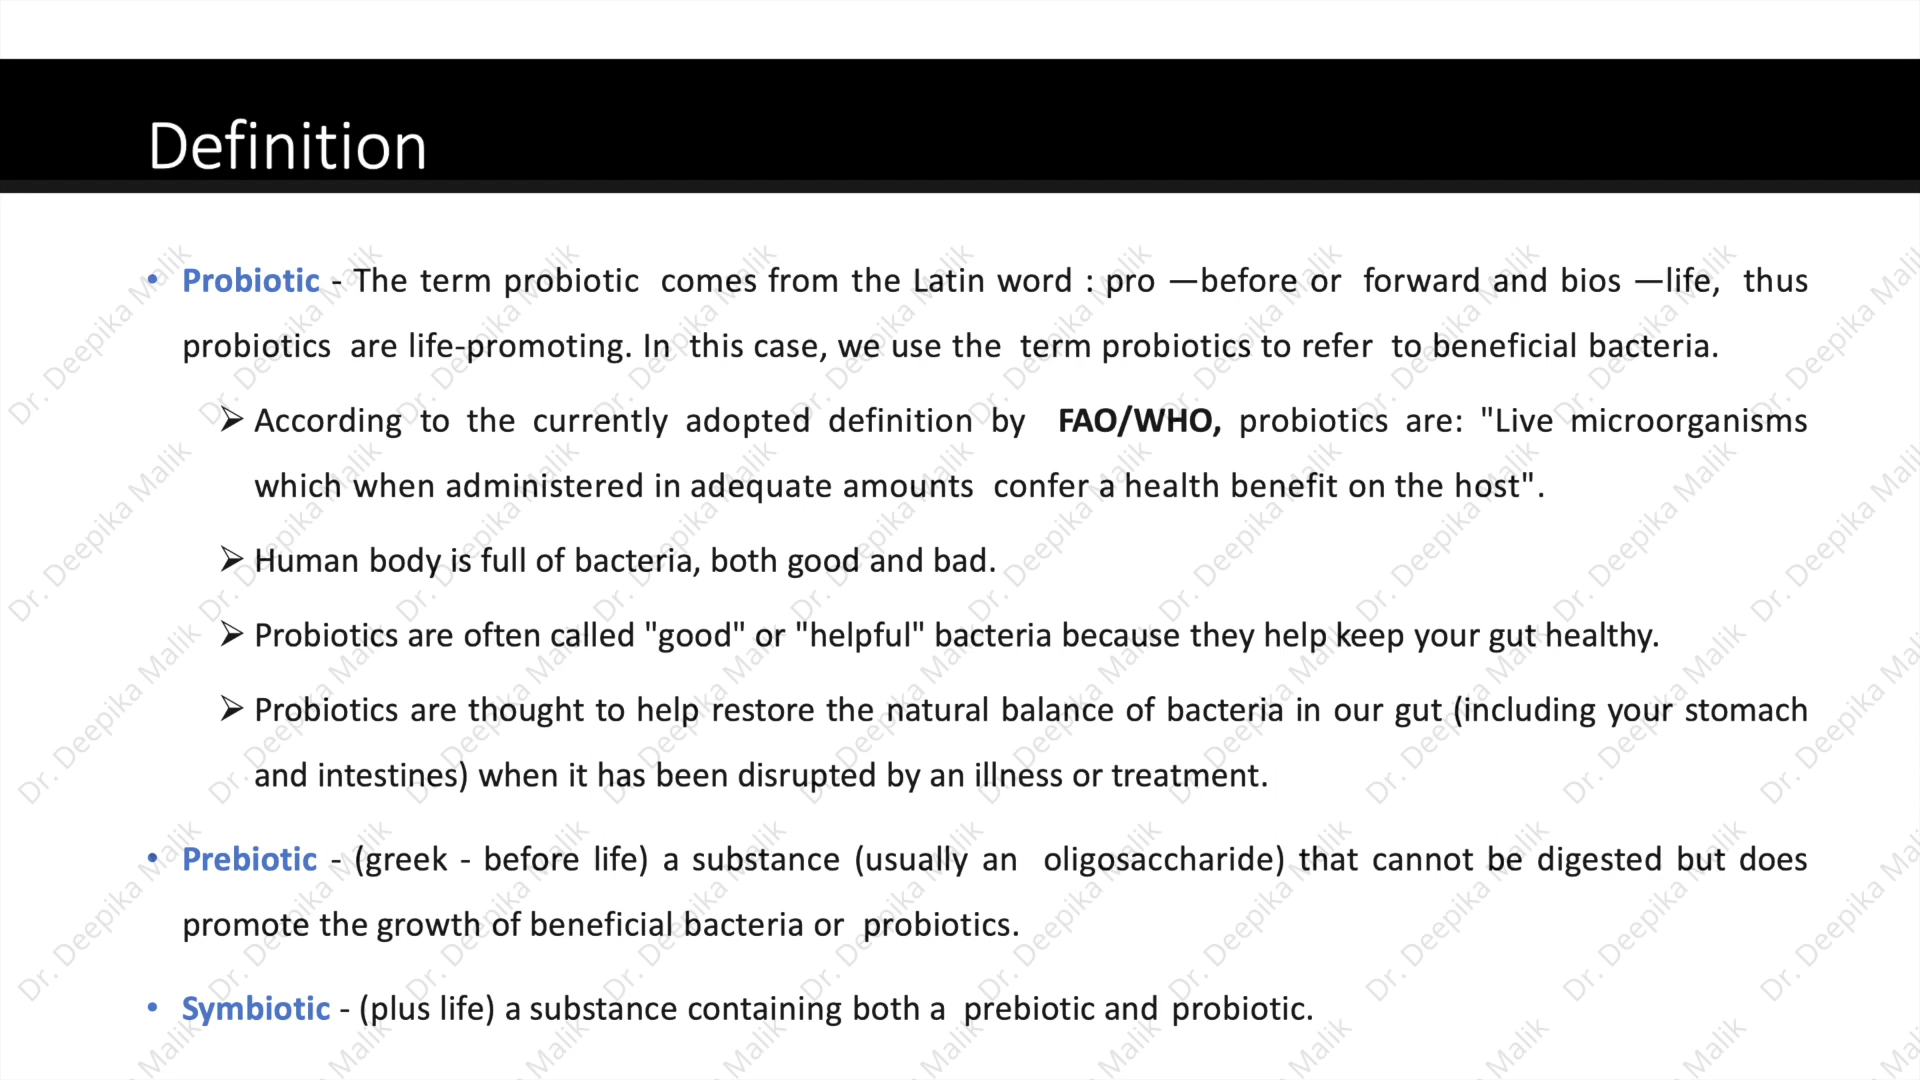 Definition
• Probiotic - The term probiotic comes from the Latin word : pro —before or forward and bios —life, thus
probiotics are life-promoting. In this case, we use the term probiotics to refer to beneficial bacteria.
➢ According to the currently adopted definition by FAO/WHO, probiotics are: "Live microorganisms
which when administered in adequate amounts confer a health benefit on the host".
➢ Human body is full of bacteria, both good and bad.
➢ Probiotics are often called "good" or "helpful" bacteria because they help keep your gut healthy.
➢ Probiotics are thought to help restore the natural balance of bacteria in our gut (including your stomach
and intestines) when it has been disrupted by an illness or treatment.
• Prebiotic - (greek - before life) a substance (usually an oligosaccharide) that cannot be digested but does
promote the growth of beneficial bacteria or probiotics.
• Symbiotic - (plus life) a substance containing both a prebiotic and probiotic.
Dr. Deepika Malik